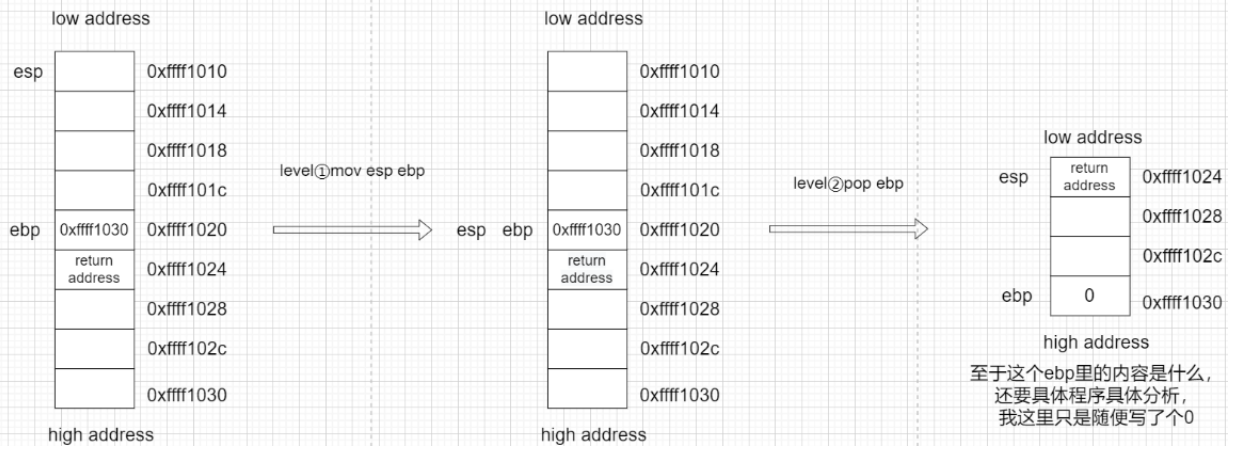 low address
esp
0xffff1010
0xffff1014
0xffff1018
0xffff101c
ebp 0xffff1030 0xffff1020
return
address
0xffff1024
0xffff1028
0xffff102c
0xffff1030
high address
level①mov esp ebp
low address
0xffff1010
0xffff1014
0xffff1018
0xffff101c
esp ebp 0xffff1030 0xffff1020
return
address
0xffff1024
0xffff1028
0xffff102c
0xffff1030
high address
level②pop ebp
low address
esp
return
address
0xffff1024
0xffff1028
0xffff102c
ebp 0 0xffff1030
high address
至于这个ebp里的内容是什么，
还要具体程序具体分析，
我这里只是随便写了个0